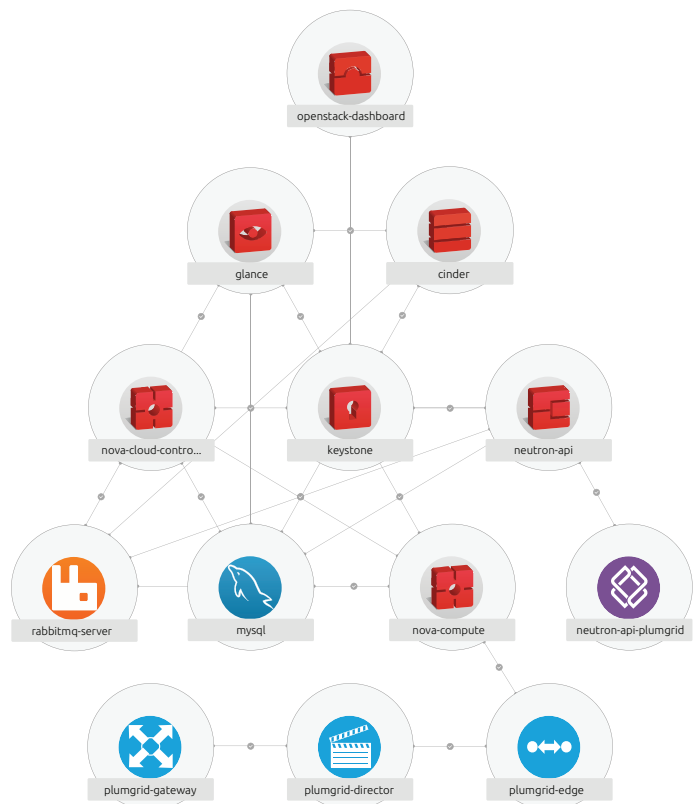 openstack-dashboard
glance
cinder
nova-cloud-contro...
keystone
neutron-api
rabbitmq-server
mysql
nova-compute
neutron-api-plumgrid
plumgrid-gateway
plumgrid-director
plumgrid-edge